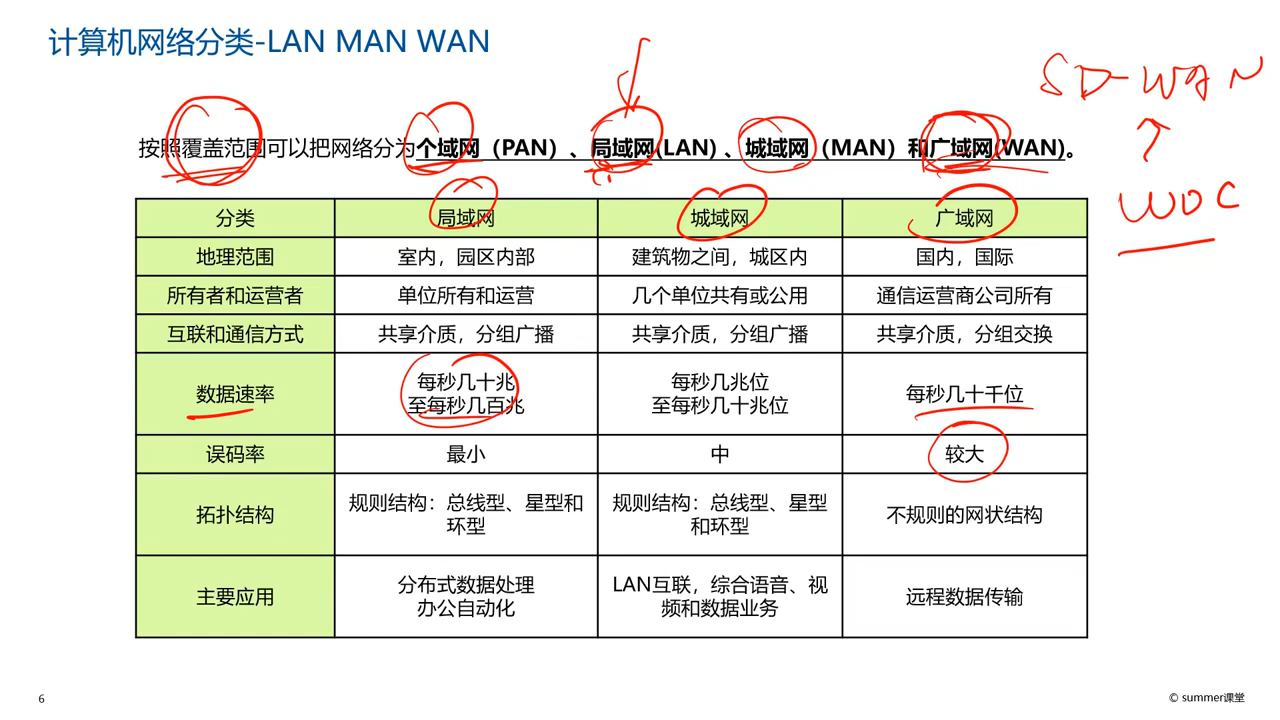 计算机网络分类-LAN MAN WAN
SD-WAN
按照覆盖范围可以把网络分为个域网（PAN）、局域网(LAN) 、城域网（MAN）和广域网(WAN)。
WOC
分类 局域网 城域网 广域网
地理范围 室内，园区内部 建筑物之间，城区内 国内，国际
所有者和运营者 单位所有和运营 几个单位共有或公用 通信运营商公司所有
互联和通信方式 共享介质，分组广播 共享介质，分组广播 共享介质，分组交换
数据速率 每秒几十兆 每秒几兆位 每秒几十千位
至每秒几百兆 至每秒几十兆位
误码率 最小 中 较大
拓扑结构 规则结构：总线型、星型和 规则结构：总线型、星型 不规则的网状结构
环型 和环型
主要应用 分布式数据处理 LAN互联，综合语音、视 远程数据传输
办公自动化 频和数据业务
6
© summer课堂